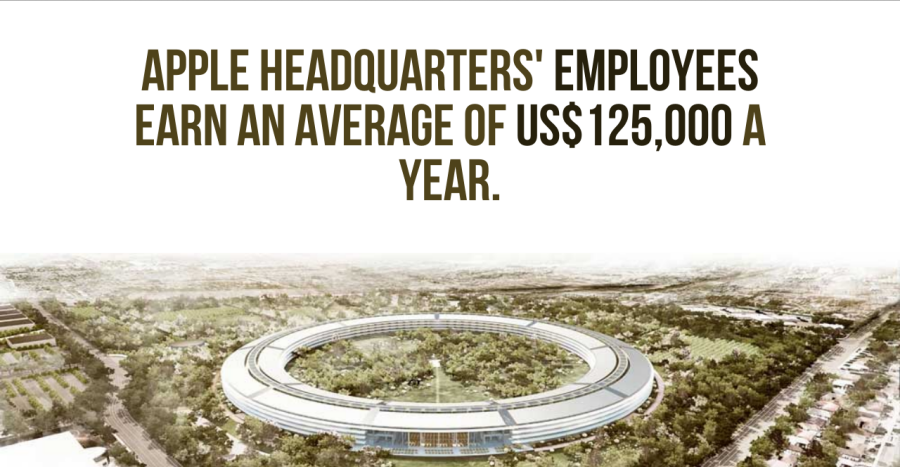 APPLE HEADQUARTERS' EMPLOYEES
EARN AN AVERAGE OF US$125,000 A
YEAR.